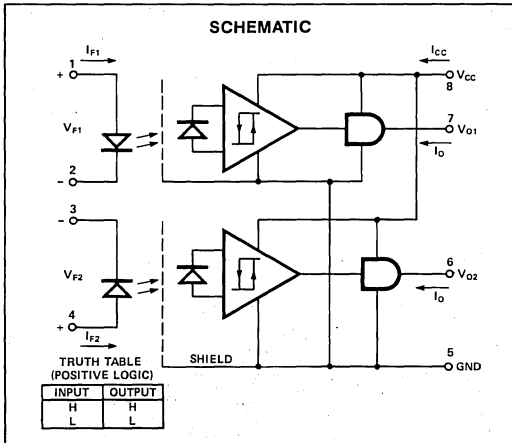 SCHEMATIC
I_F1
1
+
V_F1
-
2
I_CC
V_CC
8
7
V_O1
I_O
3
-
V_F2
4
+
I_F2
6
V_O2
I_O
5
GND
SHIELD
TRUTH TABLE
(POSITIVE LOGIC)
INPUT OUTPUT
H H
L L